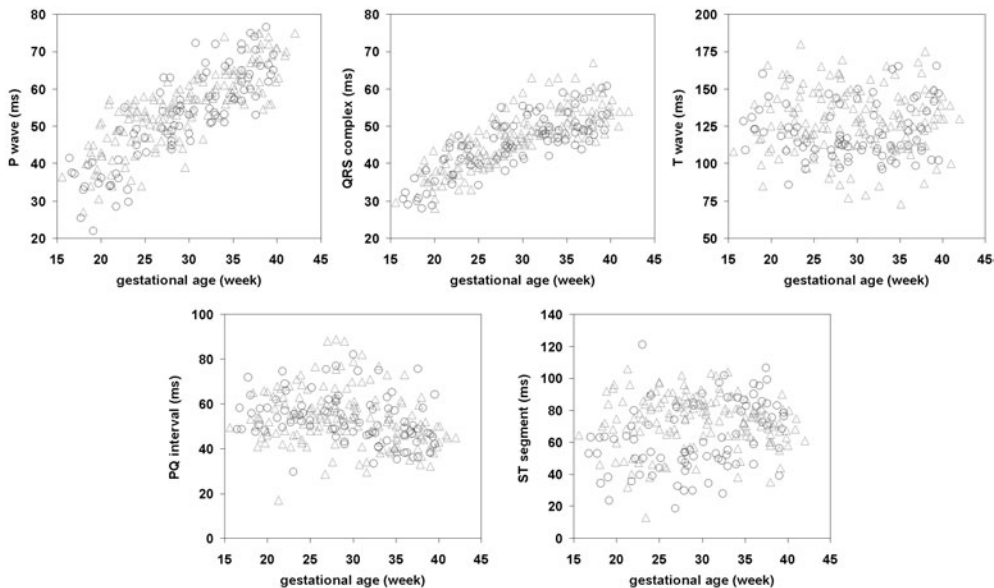 80
70
60
50
40
30
20
P wave (ms)
15 20 25 30 35 40 45
gestational age (week)
80
70
60
50
40
30
20
QRS complex (ms)
15 20 25 30 35 40 45
gestational age (week)
200
175
150
125
100
75
50
T wave (ms)
15 20 25 30 35 40 45
gestational age (week)
100
80
60
40
20
0
PQ interval (ms)
15 20 25 30 35 40 45
gestational age (week)
140
120
100
80
60
40
20
0
ST segment (ms)
15 20 25 30 35 40 45
gestational age (week)